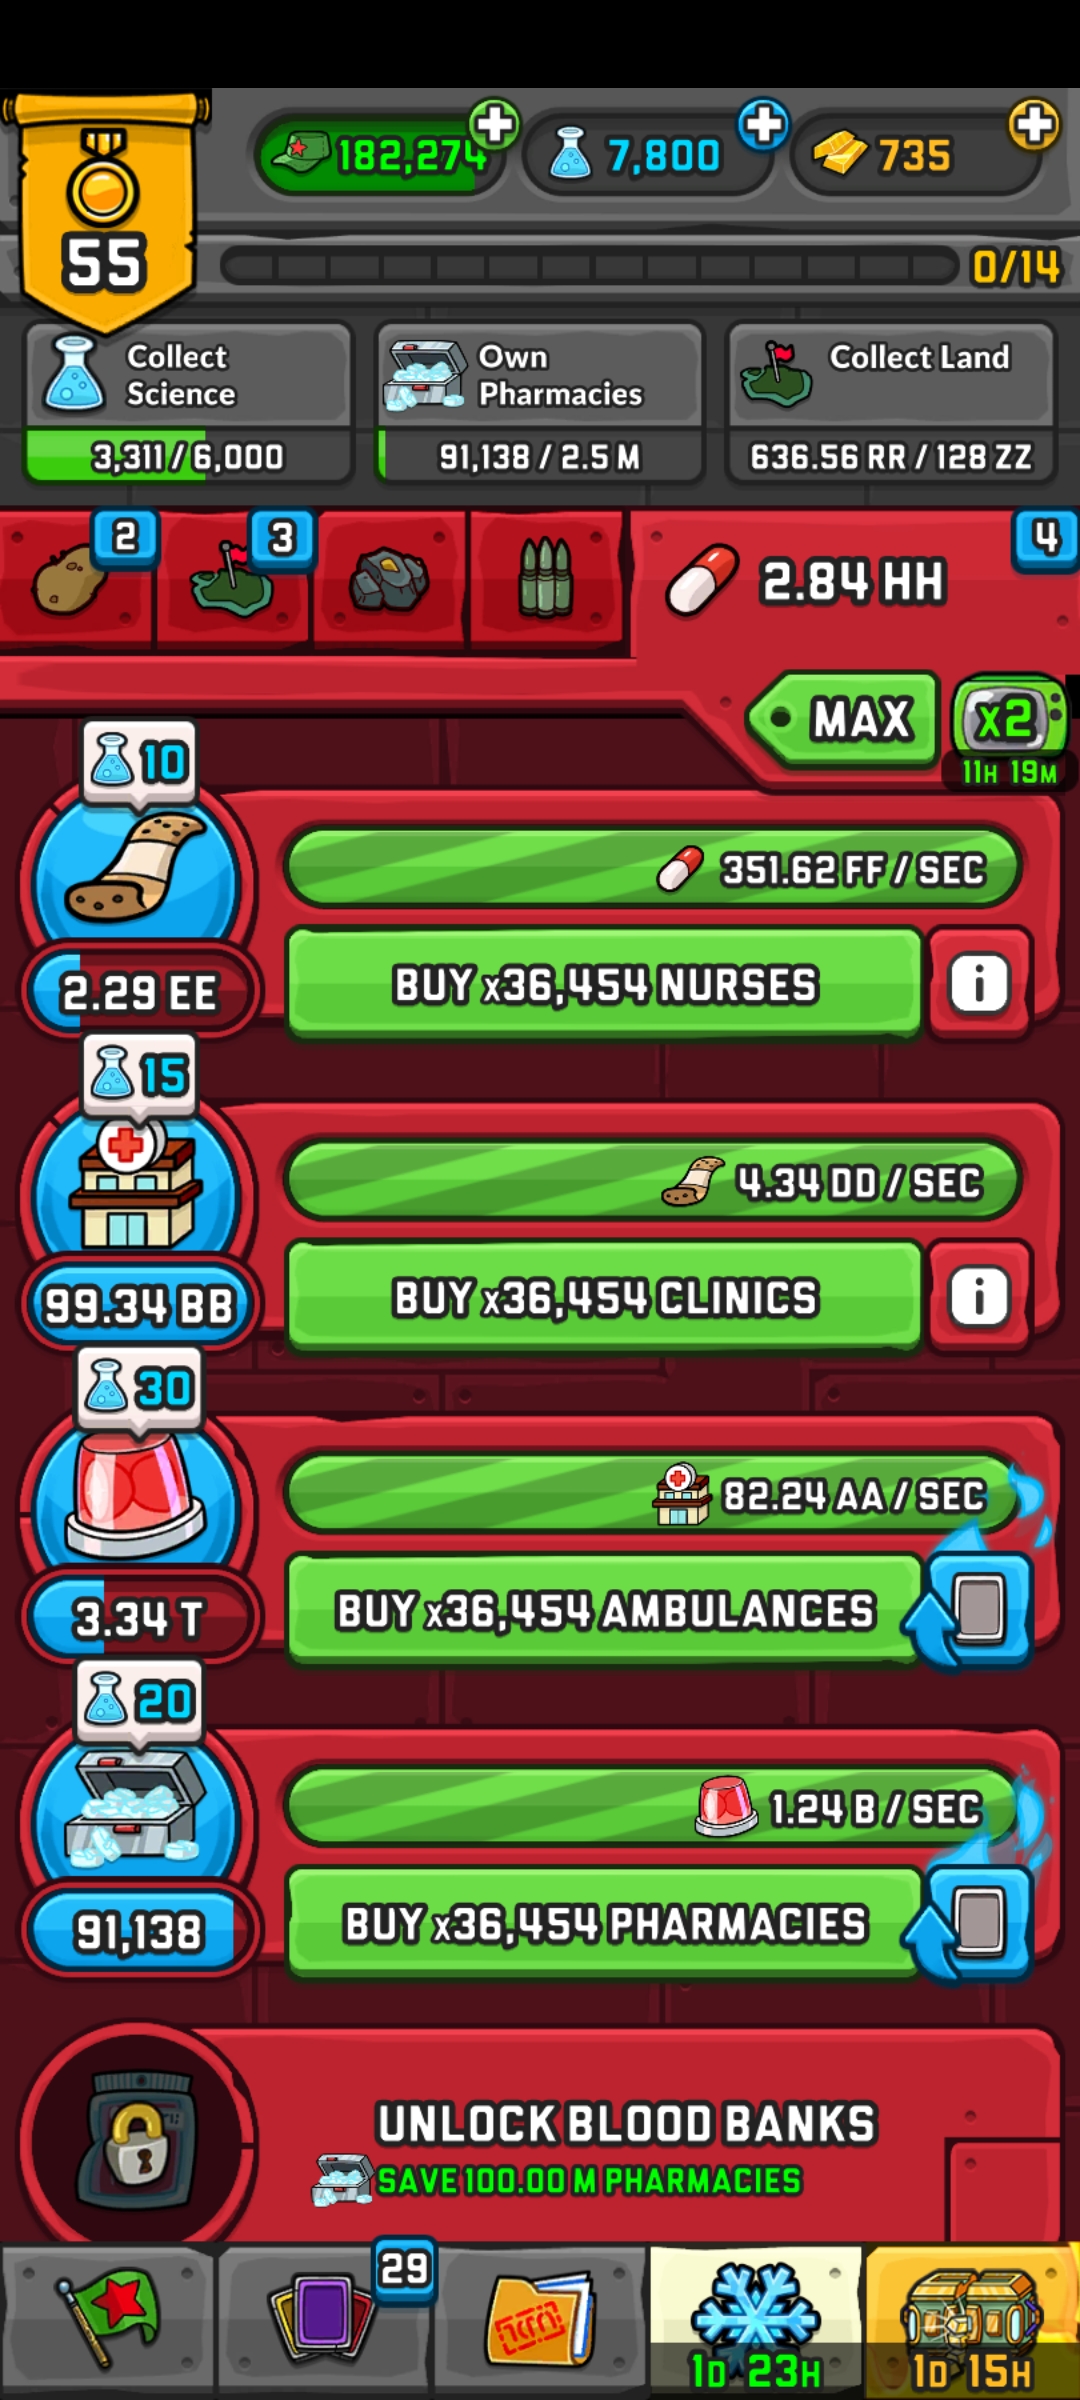 182,274
7,800
735
55
0/14
Collect
Science
3,311/6,000
Own
Pharmacies
91,138 / 2.5 M
Collect Land
636.56 RR / 128 ZZ
2
3
2.84 HH
4
MAX
x2
11H 19M
10
351.62 FF / SEC
2.29 EE
BUY x36,454 NURSES
i
15
4.34 DD / SEC
99.34 BB
BUY x36,454 CLINICS
i
30
82.24 AA / SEC
3.34 T
BUY x36,454 AMBULANCES
20
1.24 B / SEC
91,138
BUY x36,454 PHARMACIES
UNLOCK BLOOD BANKS
SAVE 100.00 M PHARMACIES
29
1D 23H
1D 15H